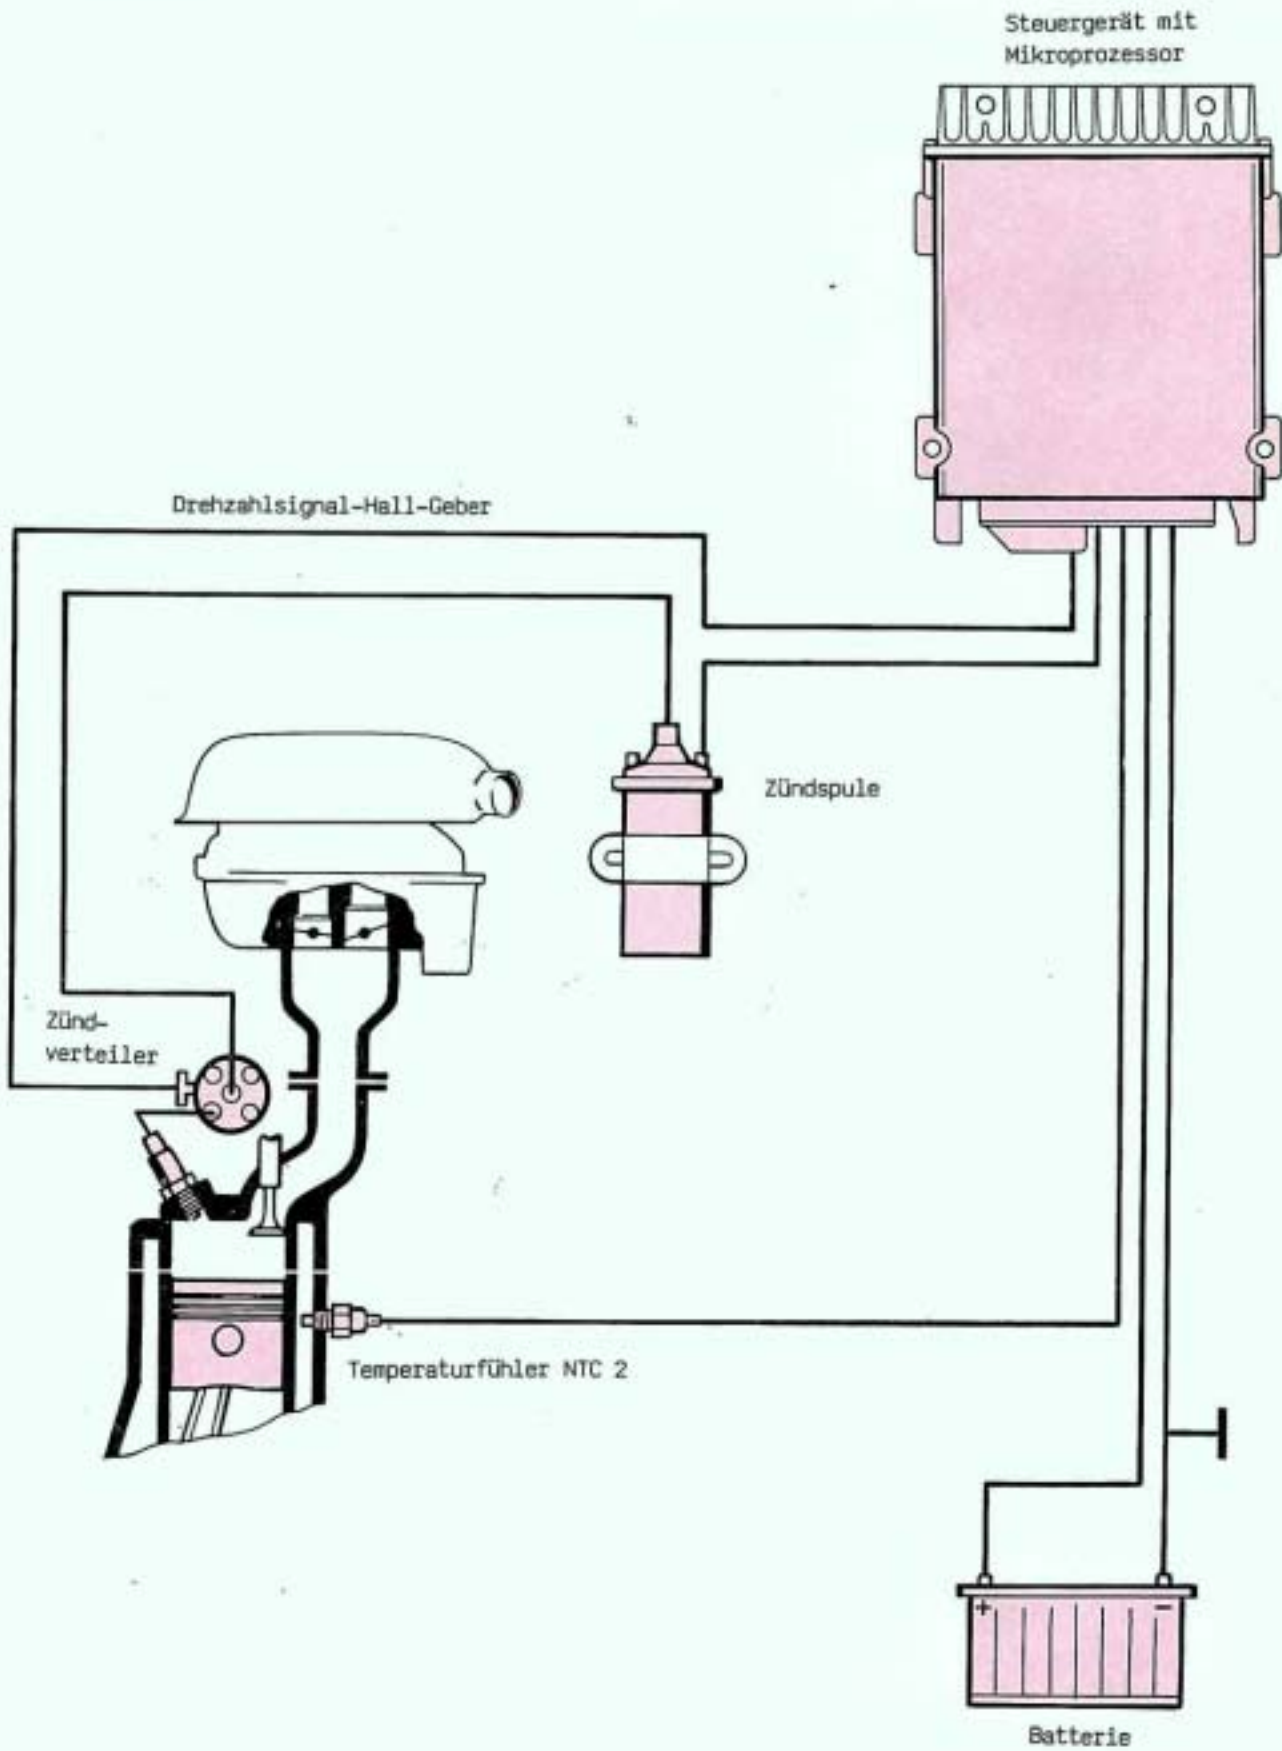 Steuergerät mit
Mikroprozessor
Drehzahlsignal-Hall-Geber
Zündspule
Zünd-
verteiler
Temperaturfühler NTC 2
+ –
Batterie